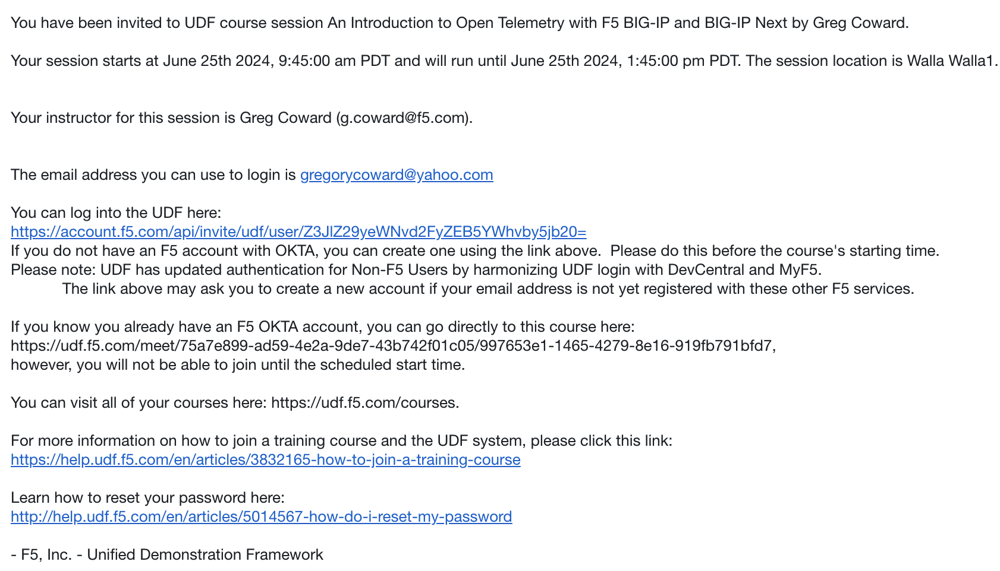 You have been invited to UDF course session An Introduction to Open Telemetry with F5 BIG-IP and BIG-IP Next by Greg Coward.
Your session starts at June 25th 2024, 9:45:00 am PDT and will run until June 25th 2024, 1:45:00 pm PDT. The session location is Walla Walla1.
Your instructor for this session is Greg Coward (g.coward@f5.com).
The email address you can use to login is gregorycoward@yahoo.com
You can log into the UDF here:
https://account.f5.com/api/invite/udf/user/Z3JlZ29yeWNvd2FyZEB5YWhvby5jb20=
If you do not have an F5 account with OKTA, you can create one using the link above.  Please do this before the course's starting time.
Please note: UDF has updated authentication for Non-F5 Users by harmonizing UDF login with DevCentral and MyF5.
The link above may ask you to create a new account if your email address is not yet registered with these other F5 services.
If you know you already have an F5 OKTA account, you can go directly to this course here:
https://udf.f5.com/meet/75a7e899-ad59-4e2a-9de7-43b742f01c05/997653e1-1465-4279-8e16-919fb791bfd7,
however, you will not be able to join until the scheduled start time.
You can visit all of your courses here: https://udf.f5.com/courses.
For more information on how to join a training course and the UDF system, please click this link:
https://help.udf.f5.com/en/articles/3832165-how-to-join-a-training-course
Learn how to reset your password here:
http://help.udf.f5.com/en/articles/5014567-how-do-i-reset-my-password
- F5, Inc. - Unified Demonstration Framework